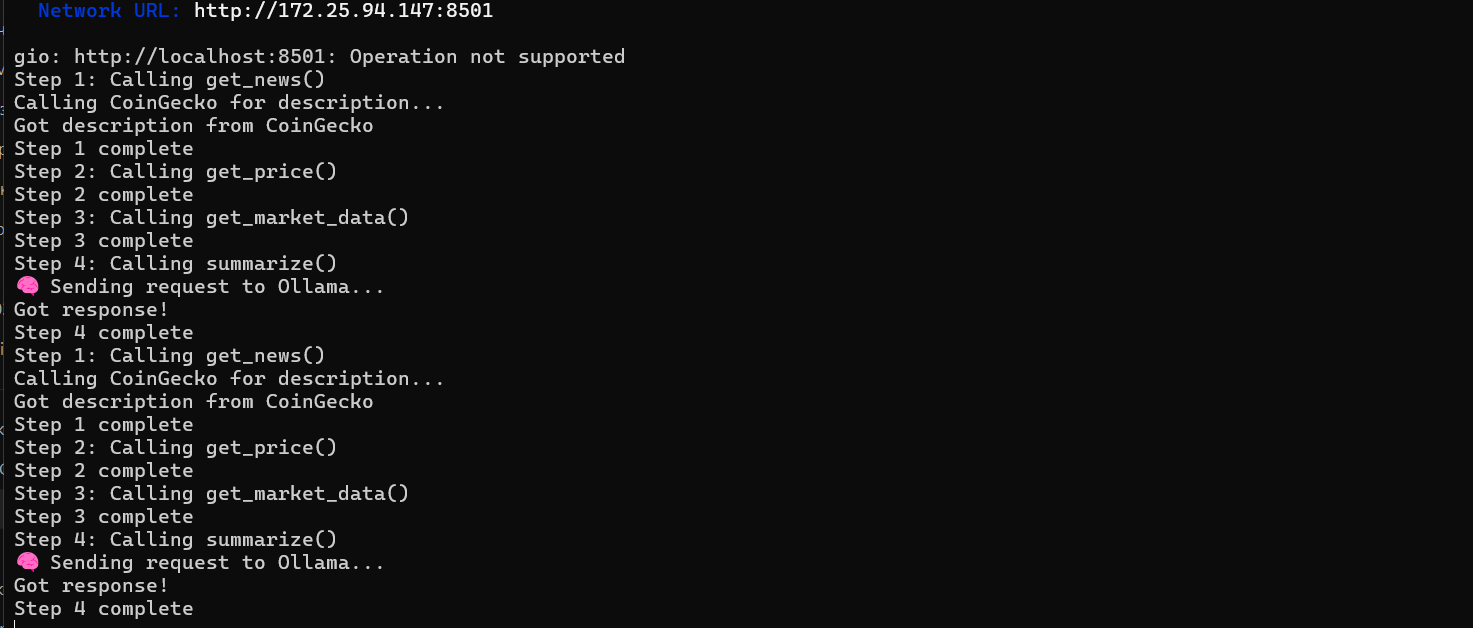 Network URL: http://172.25.94.147:8501
gio: http://localhost:8501: Operation not supported
Step 1: Calling get_news()
Calling CoinGecko for description...
Got description from CoinGecko
Step 1 complete
Step 2: Calling get_price()
Step 2 complete
Step 3: Calling get_market_data()
Step 3 complete
Step 4: Calling summarize()
🧠 Sending request to Ollama...
Got response!
Step 4 complete
Step 1: Calling get_news()
Calling CoinGecko for description...
Got description from CoinGecko
Step 1 complete
Step 2: Calling get_price()
Step 2 complete
Step 3: Calling get_market_data()
Step 3 complete
Step 4: Calling summarize()
🧠 Sending request to Ollama...
Got response!
Step 4 complete